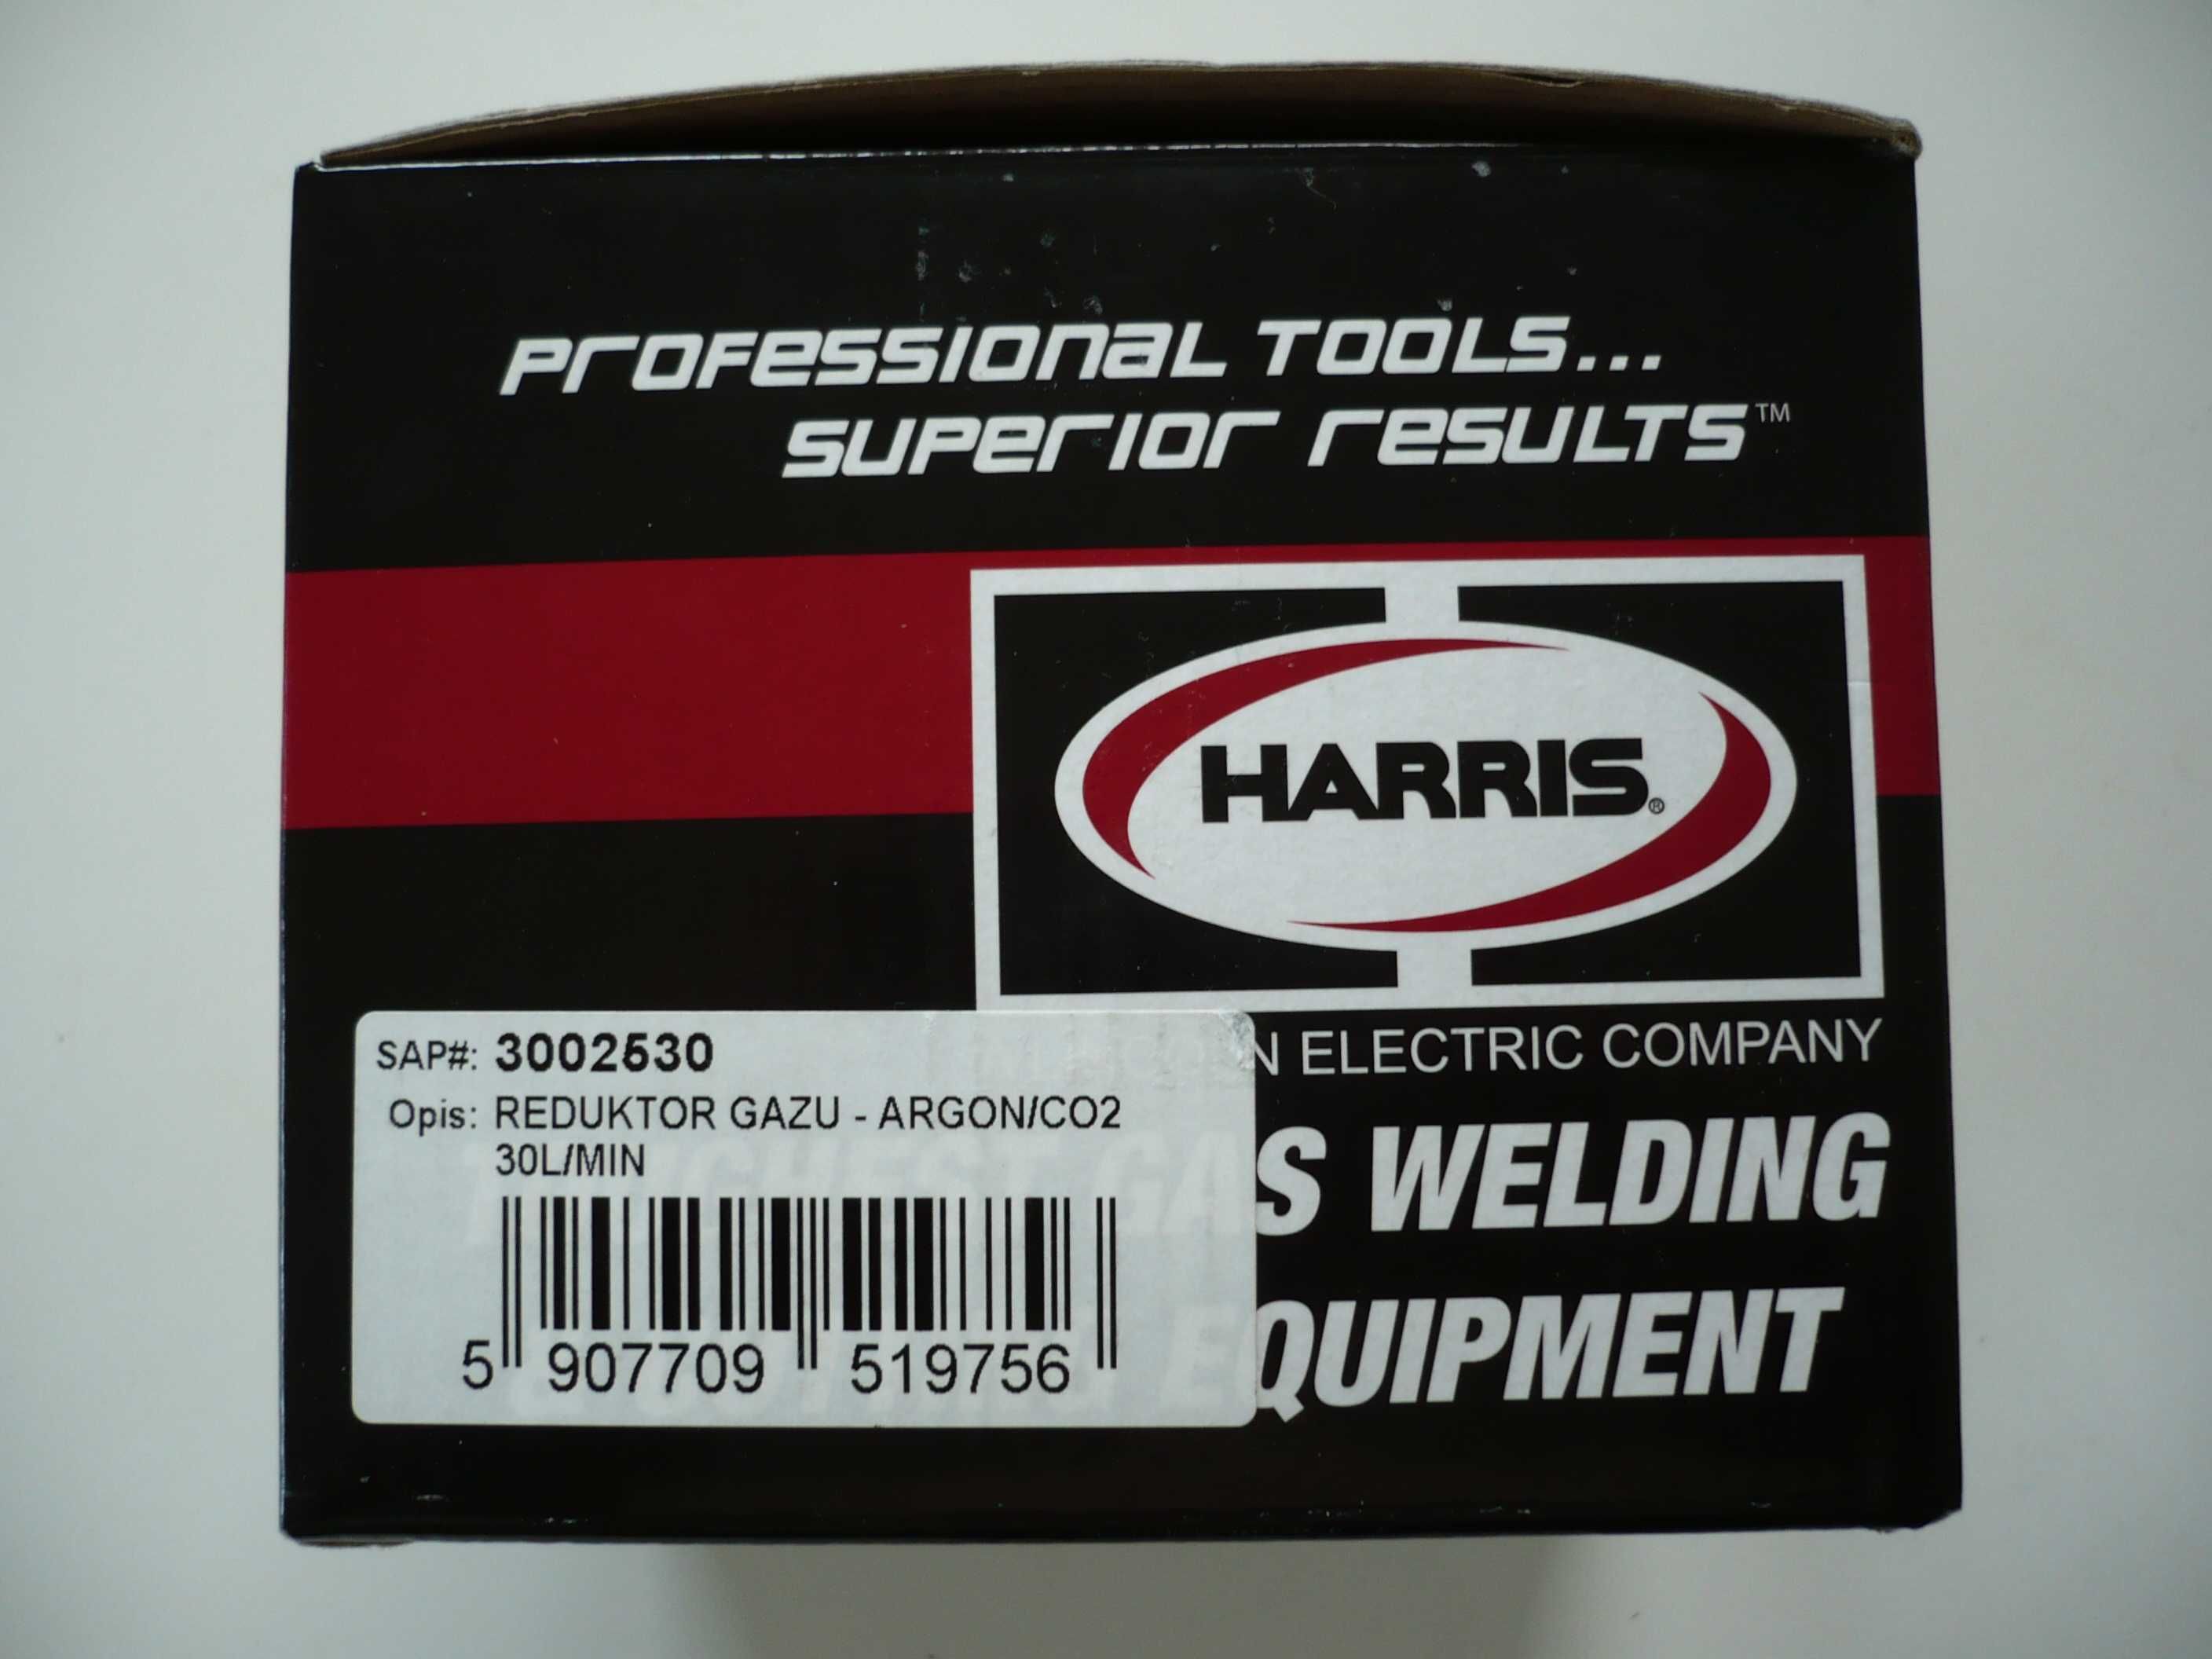 PROFESSIONAL TOOLS...
SUPERIOR RESULTS™
HARRIS®
N ELECTRIC COMPANY
S WELDING
EQUIPMENT
SAP#: 3002530
Opis: REDUKTOR GAZU - ARGON/CO2
30L/MIN
5 907709 519756